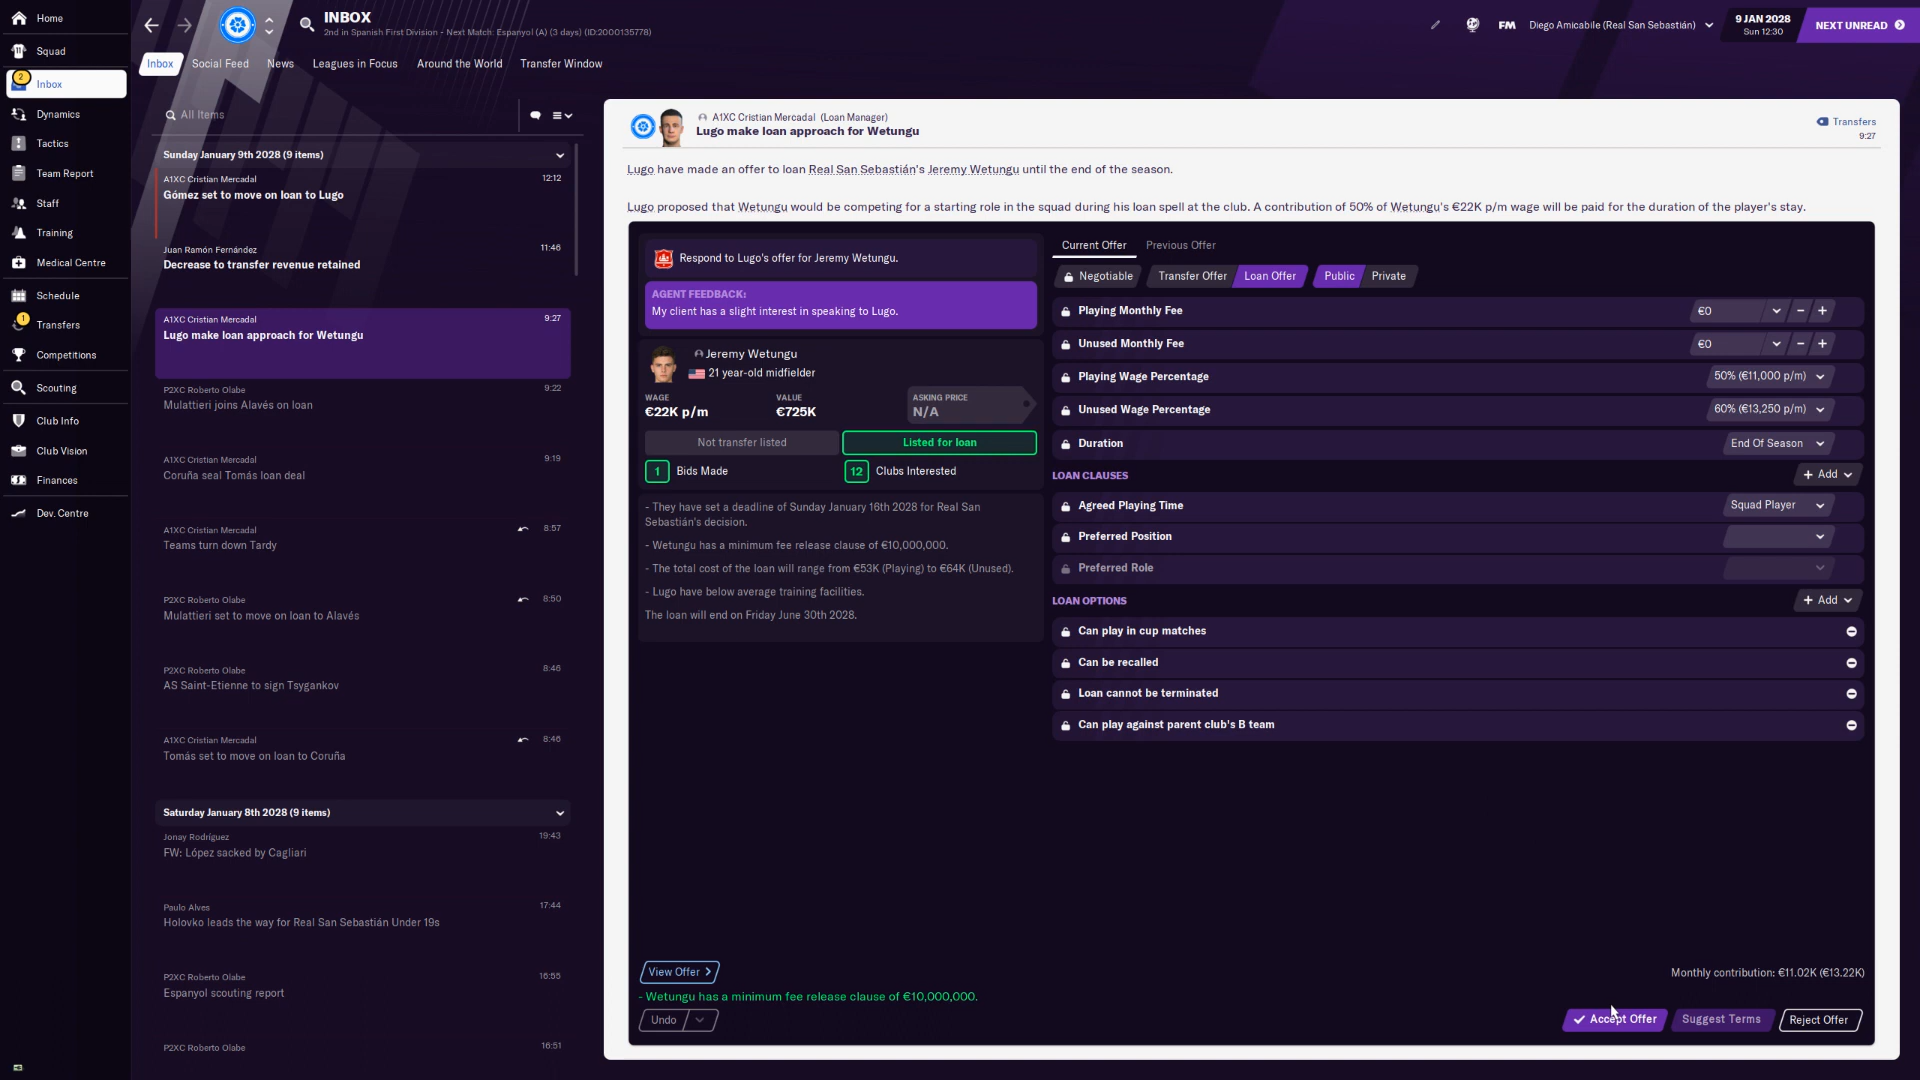 Home
Squad
2
Inbox
Dynamics
Tactics
Team Report
Staff
Training
Medical Centre
Schedule
1
Transfers
Competitions
Scouting
Club Info
Club Vision
Finances
Dev. Centre
INBOX
2nd in Spanish First Division - Next Match: Espanyol (A) (3 days) (ID:2000135778)
FM
Diego Amicabile (Real San Sebastián)
9 JAN 2028
Sun 12:30
NEXT UNREAD
Inbox Social Feed News Leagues in Focus Around the World Transfer Window
All Items
Sunday January 9th 2028 (9 items)
A1XC Cristian Mercadal 12:12
Gómez set to move on loan to Lugo
Juan Ramón Fernández 11:46
Decrease to transfer revenue retained
A1XC Cristian Mercadal 9:27
Lugo make loan approach for Wetungu
P2XC Roberto Olabe 9:22
Mulattieri joins Alavés on loan
A1XC Cristian Mercadal 9:19
Coruña seal Tomás loan deal
A1XC Cristian Mercadal 8:57
Teams turn down Tardy
P2XC Roberto Olabe 8:50
Mulattieri set to move on loan to Alavés
P2XC Roberto Olabe 8:46
AS Saint-Etienne to sign Tsygankov
A1XC Cristian Mercadal 8:46
Tomás set to move on loan to Coruña
Saturday January 8th 2028 (9 items)
Jonay Rodríguez 19:43
FW: López sacked by Cagliari
Paulo Alves 17:44
Holovko leads the way for Real San Sebastián Under 19s
P2XC Roberto Olabe 16:55
Espanyol scouting report
P2XC Roberto Olabe 16:51
A1XC Cristian Mercadal (Loan Manager)
Lugo make loan approach for Wetungu
Transfers
9:27
Lugo have made an offer to loan Real San Sebastián's Jeremy Wetungu until the end of the season.
Lugo proposed that Wetungu would be competing for a starting role in the squad during his loan spell at the club. A contribution of 50% of Wetungu's €22K p/m wage will be paid for the duration of the player's stay.
Respond to Lugo's offer for Jeremy Wetungu.
AGENT FEEDBACK:
My client has a slight interest in speaking to Lugo.
Jeremy Wetungu
21 year-old midfielder
WAGE VALUE ASKING PRICE
€22K p/m €725K N/A
Not transfer listed Listed for loan
1 Bids Made 12 Clubs Interested
- They have set a deadline of Sunday January 16th 2028 for Real San
Sebastián's decision.
- Wetungu has a minimum fee release clause of €10,000,000.
- The total cost of the loan will range from €53K (Playing) to €64K (Unused).
- Lugo have below average training facilities.
The loan will end on Friday June 30th 2028.
Current Offer Previous Offer
Negotiable Transfer Offer Loan Offer Public Private
Playing Monthly Fee €0
Unused Monthly Fee €0
Playing Wage Percentage 50% (€11,000 p/m)
Unused Wage Percentage 60% (€13,250 p/m)
Duration End Of Season
LOAN CLAUSES + Add
Agreed Playing Time Squad Player
Preferred Position
Preferred Role
LOAN OPTIONS + Add
Can play in cup matches
Can be recalled
Loan cannot be terminated
Can play against parent club's B team
View Offer
Monthly contribution: €11.02K (€13.22K)
- Wetungu has a minimum fee release clause of €10,000,000.
Undo
Accept Offer Suggest Terms Reject Offer